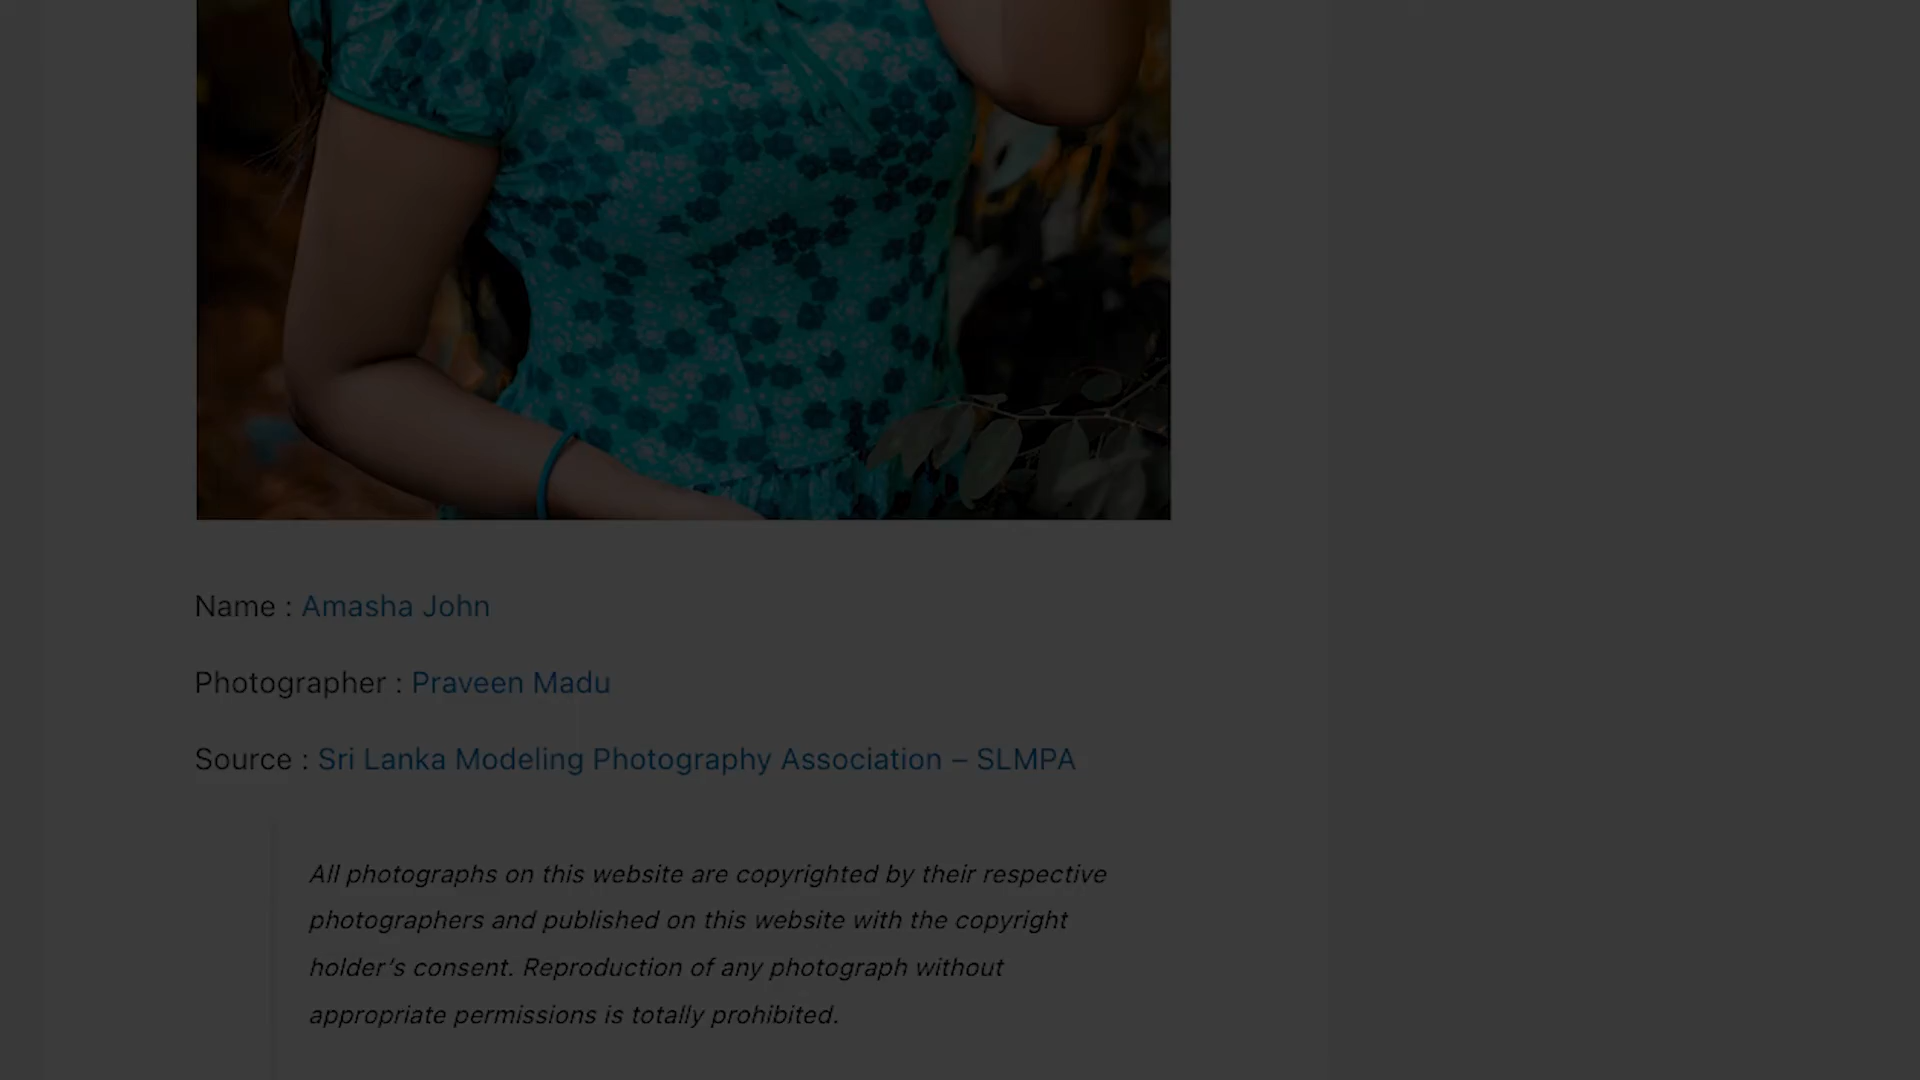 Name : Amasha John
Photographer : Praveen Madu
Source : Sri Lanka Modeling Photography Association – SLMPA
All photographs on this website are copyrighted by their respective
photographers and published on this website with the copyright
holder’s consent. Reproduction of any photograph without
appropriate permissions is totally prohibited.